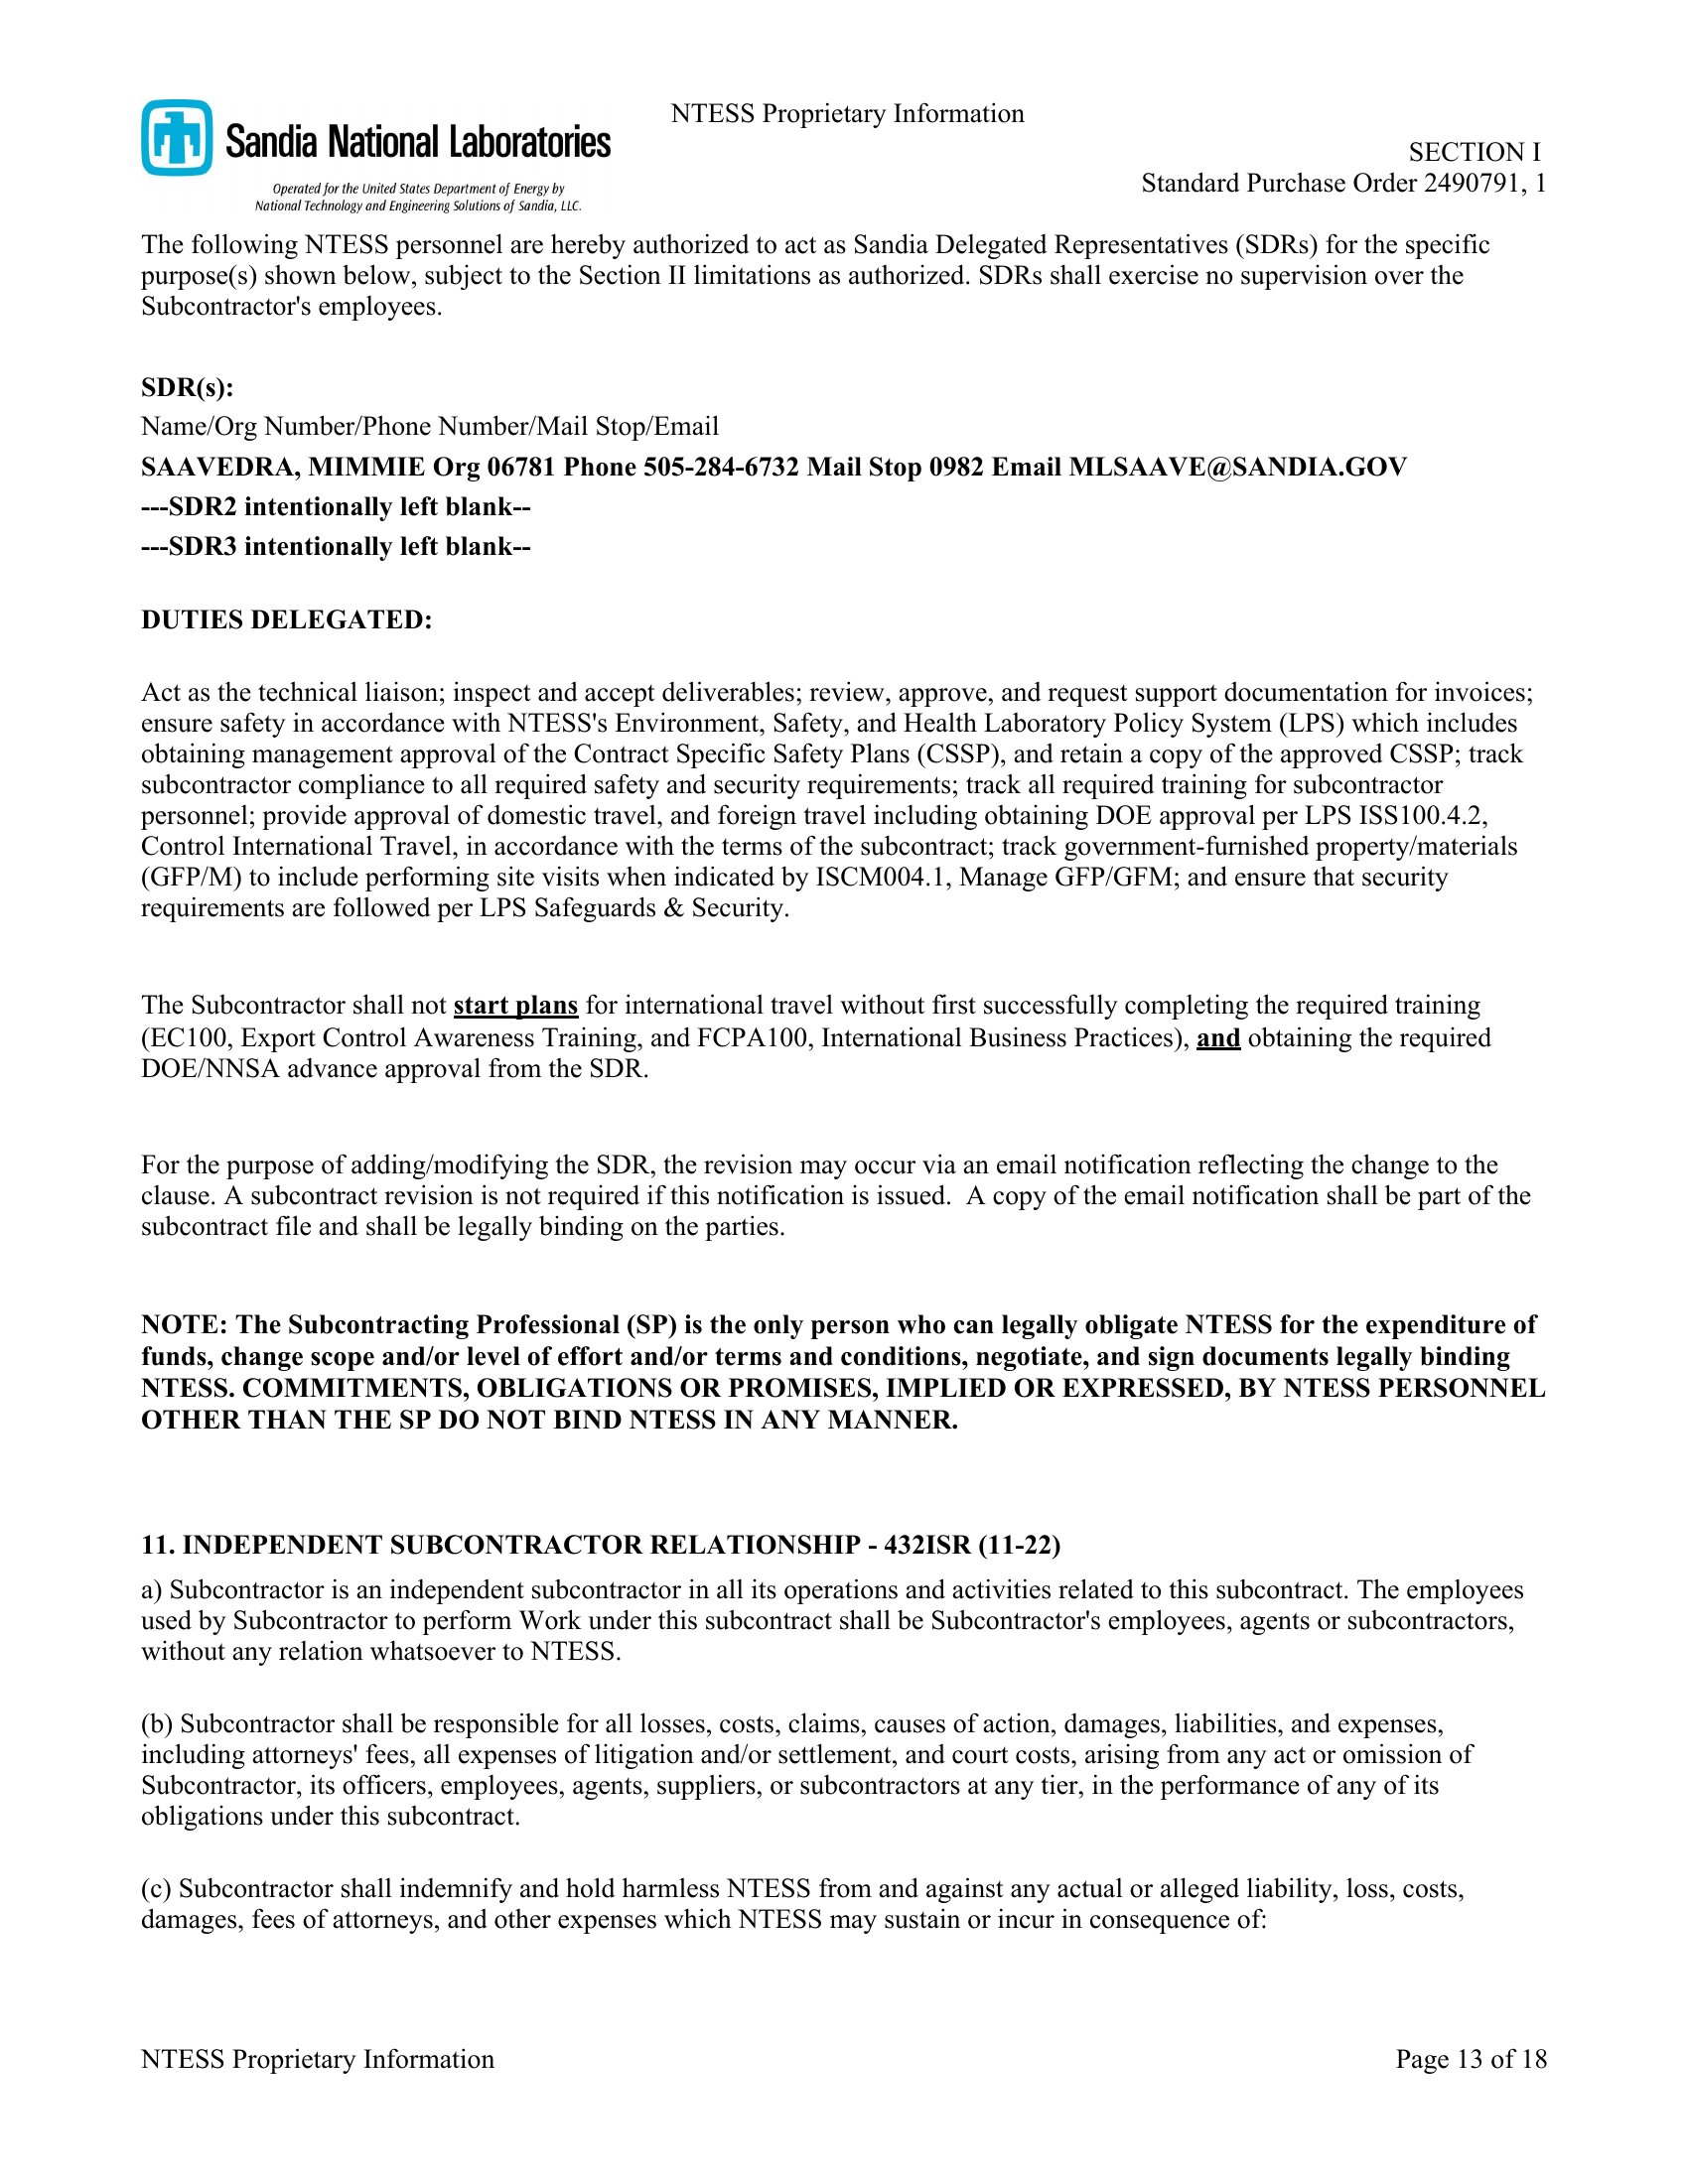 NTESS Proprietary Information
Sandia National Laboratories
SECTION I
Standard Purchase Order 2490791, 1
Operated for the United States Department of Energy by
National Technology and Engineering Solutions of Sandia, LLC.
The following NTESS personnel are hereby authorized to act as Sandia Delegated Representatives (SDRs) for the specific
purpose(s) shown below, subject to the Section II limitations as authorized. SDRs shall exercise no supervision over the
Subcontractor's employees.
SDR(s):
Name/Org Number/Phone Number/Mail Stop/Email
SAAVEDRA, MIMMIE Org 06781 Phone 505-284-6732 Mail Stop 0982 Email MLSAAVE@SANDIA.GOV
---SDR2 intentionally left blank--
---SDR3 intentionally left blank--
DUTIES DELEGATED:
Act as the technical liaison; inspect and accept deliverables; review, approve, and request support documentation for invoices;
ensure safety in accordance with NTESS's Environment, Safety, and Health Laboratory Policy System (LPS) which includes
obtaining management approval of the Contract Specific Safety Plans (CSSP), and retain a copy of the approved CSSP; track
subcontractor compliance to all required safety and security requirements; track all required training for subcontractor
personnel; provide approval of domestic travel, and foreign travel including obtaining DOE approval per LPS ISS100.4.2,
Control International Travel, in accordance with the terms of the subcontract; track government-furnished property/materials
(GFP/M) to include performing site visits when indicated by ISCM004.1, Manage GFP/GFM; and ensure that security
requirements are followed per LPS Safeguards & Security.
The Subcontractor shall not start plans for international travel without first successfully completing the required training
(EC100, Export Control Awareness Training, and FCPA100, International Business Practices), and obtaining the required
DOE/NNSA advance approval from the SDR.
For the purpose of adding/modifying the SDR, the revision may occur via an email notification reflecting the change to the
clause. A subcontract revision is not required if this notification is issued.  A copy of the email notification shall be part of the
subcontract file and shall be legally binding on the parties.
NOTE: The Subcontracting Professional (SP) is the only person who can legally obligate NTESS for the expenditure of
funds, change scope and/or level of effort and/or terms and conditions, negotiate, and sign documents legally binding
NTESS. COMMITMENTS, OBLIGATIONS OR PROMISES, IMPLIED OR EXPRESSED, BY NTESS PERSONNEL
OTHER THAN THE SP DO NOT BIND NTESS IN ANY MANNER.
11. INDEPENDENT SUBCONTRACTOR RELATIONSHIP - 432ISR (11-22)
a) Subcontractor is an independent subcontractor in all its operations and activities related to this subcontract. The employees
used by Subcontractor to perform Work under this subcontract shall be Subcontractor's employees, agents or subcontractors,
without any relation whatsoever to NTESS.
(b) Subcontractor shall be responsible for all losses, costs, claims, causes of action, damages, liabilities, and expenses,
including attorneys' fees, all expenses of litigation and/or settlement, and court costs, arising from any act or omission of
Subcontractor, its officers, employees, agents, suppliers, or subcontractors at any tier, in the performance of any of its
obligations under this subcontract.
(c) Subcontractor shall indemnify and hold harmless NTESS from and against any actual or alleged liability, loss, costs,
damages, fees of attorneys, and other expenses which NTESS may sustain or incur in consequence of:
NTESS Proprietary Information
Page 13 of 18